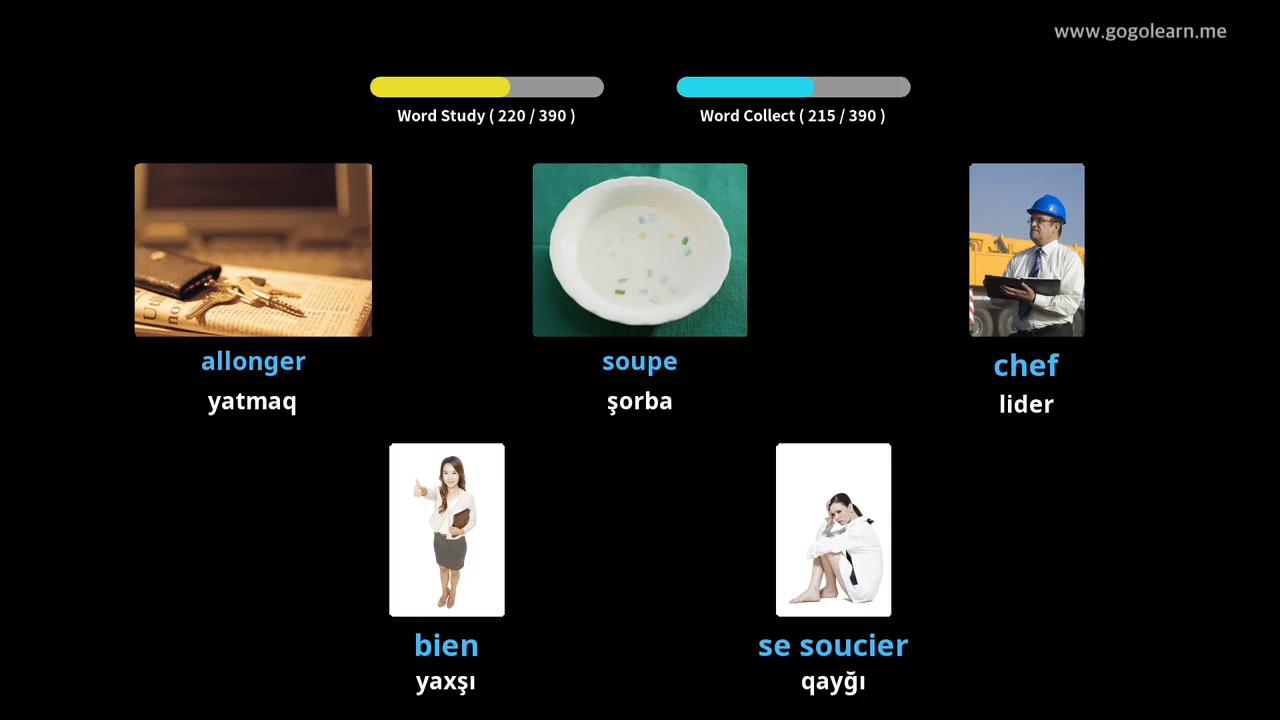 www.gogolearn.me
Word Study ( 220 / 390 )
Word Collect ( 215 / 390 )
allonger
yatmaq
soupe
şorba
chef
lider
bien
yaxşı
se soucier
qayğı